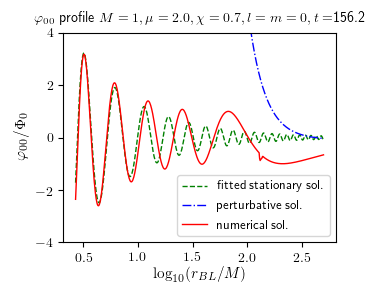 φ₀₀ profile M = 1, μ = 2.0, χ = 0.7, l = m = 0, t =156.2
φ₀₀/Φ₀
4
2
0
−2
−4
fitted stationary sol.
perturbative sol.
numerical sol.
0.5 1.0 1.5 2.0 2.5
log₁₀(r_BL/M)